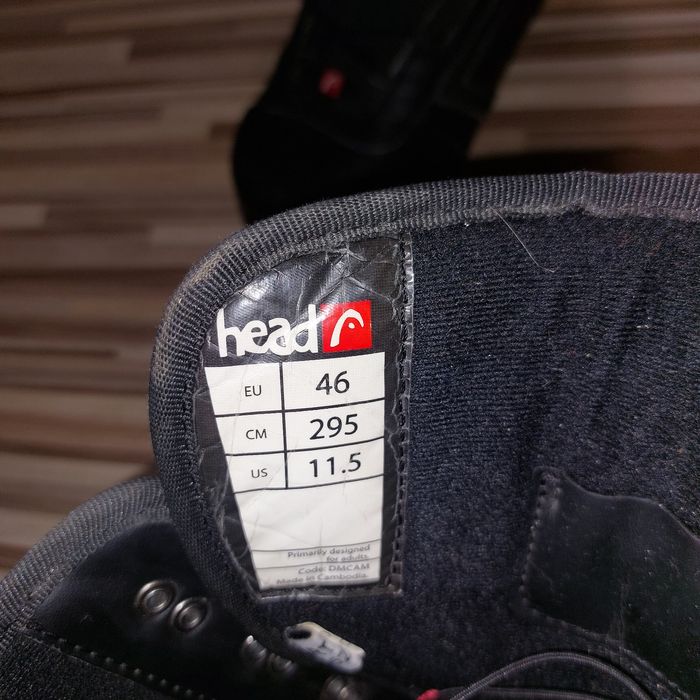 head
EU 46
CM 295
US 11.5
Primarily designed
for adults.
Code: DMCAM
Made in Cambodia.